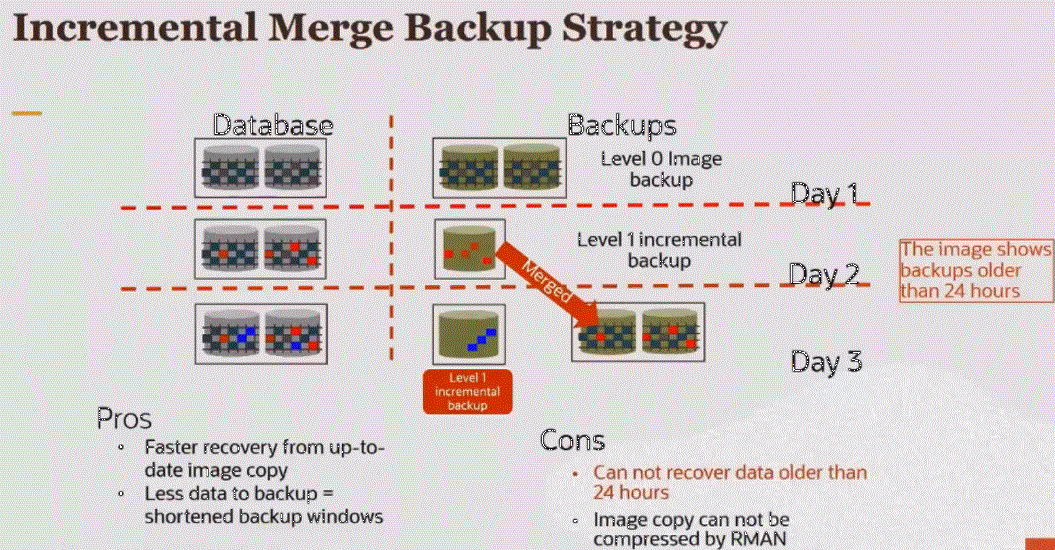 Incremental Merge Backup Strategy
Database
Backups
Level 0 Image
backup
Day 1
Level 1 incremental
backup
Day 2
The image shows
backups older
than 24 hours
Merged
Day 3
Level 1
incremental
backup
Pros
Faster recovery from up-to-
date image copy
Less data to backup =
shortened backup windows
Cons
Can not recover data older than
24 hours
Image copy can not be
compressed by RMAN